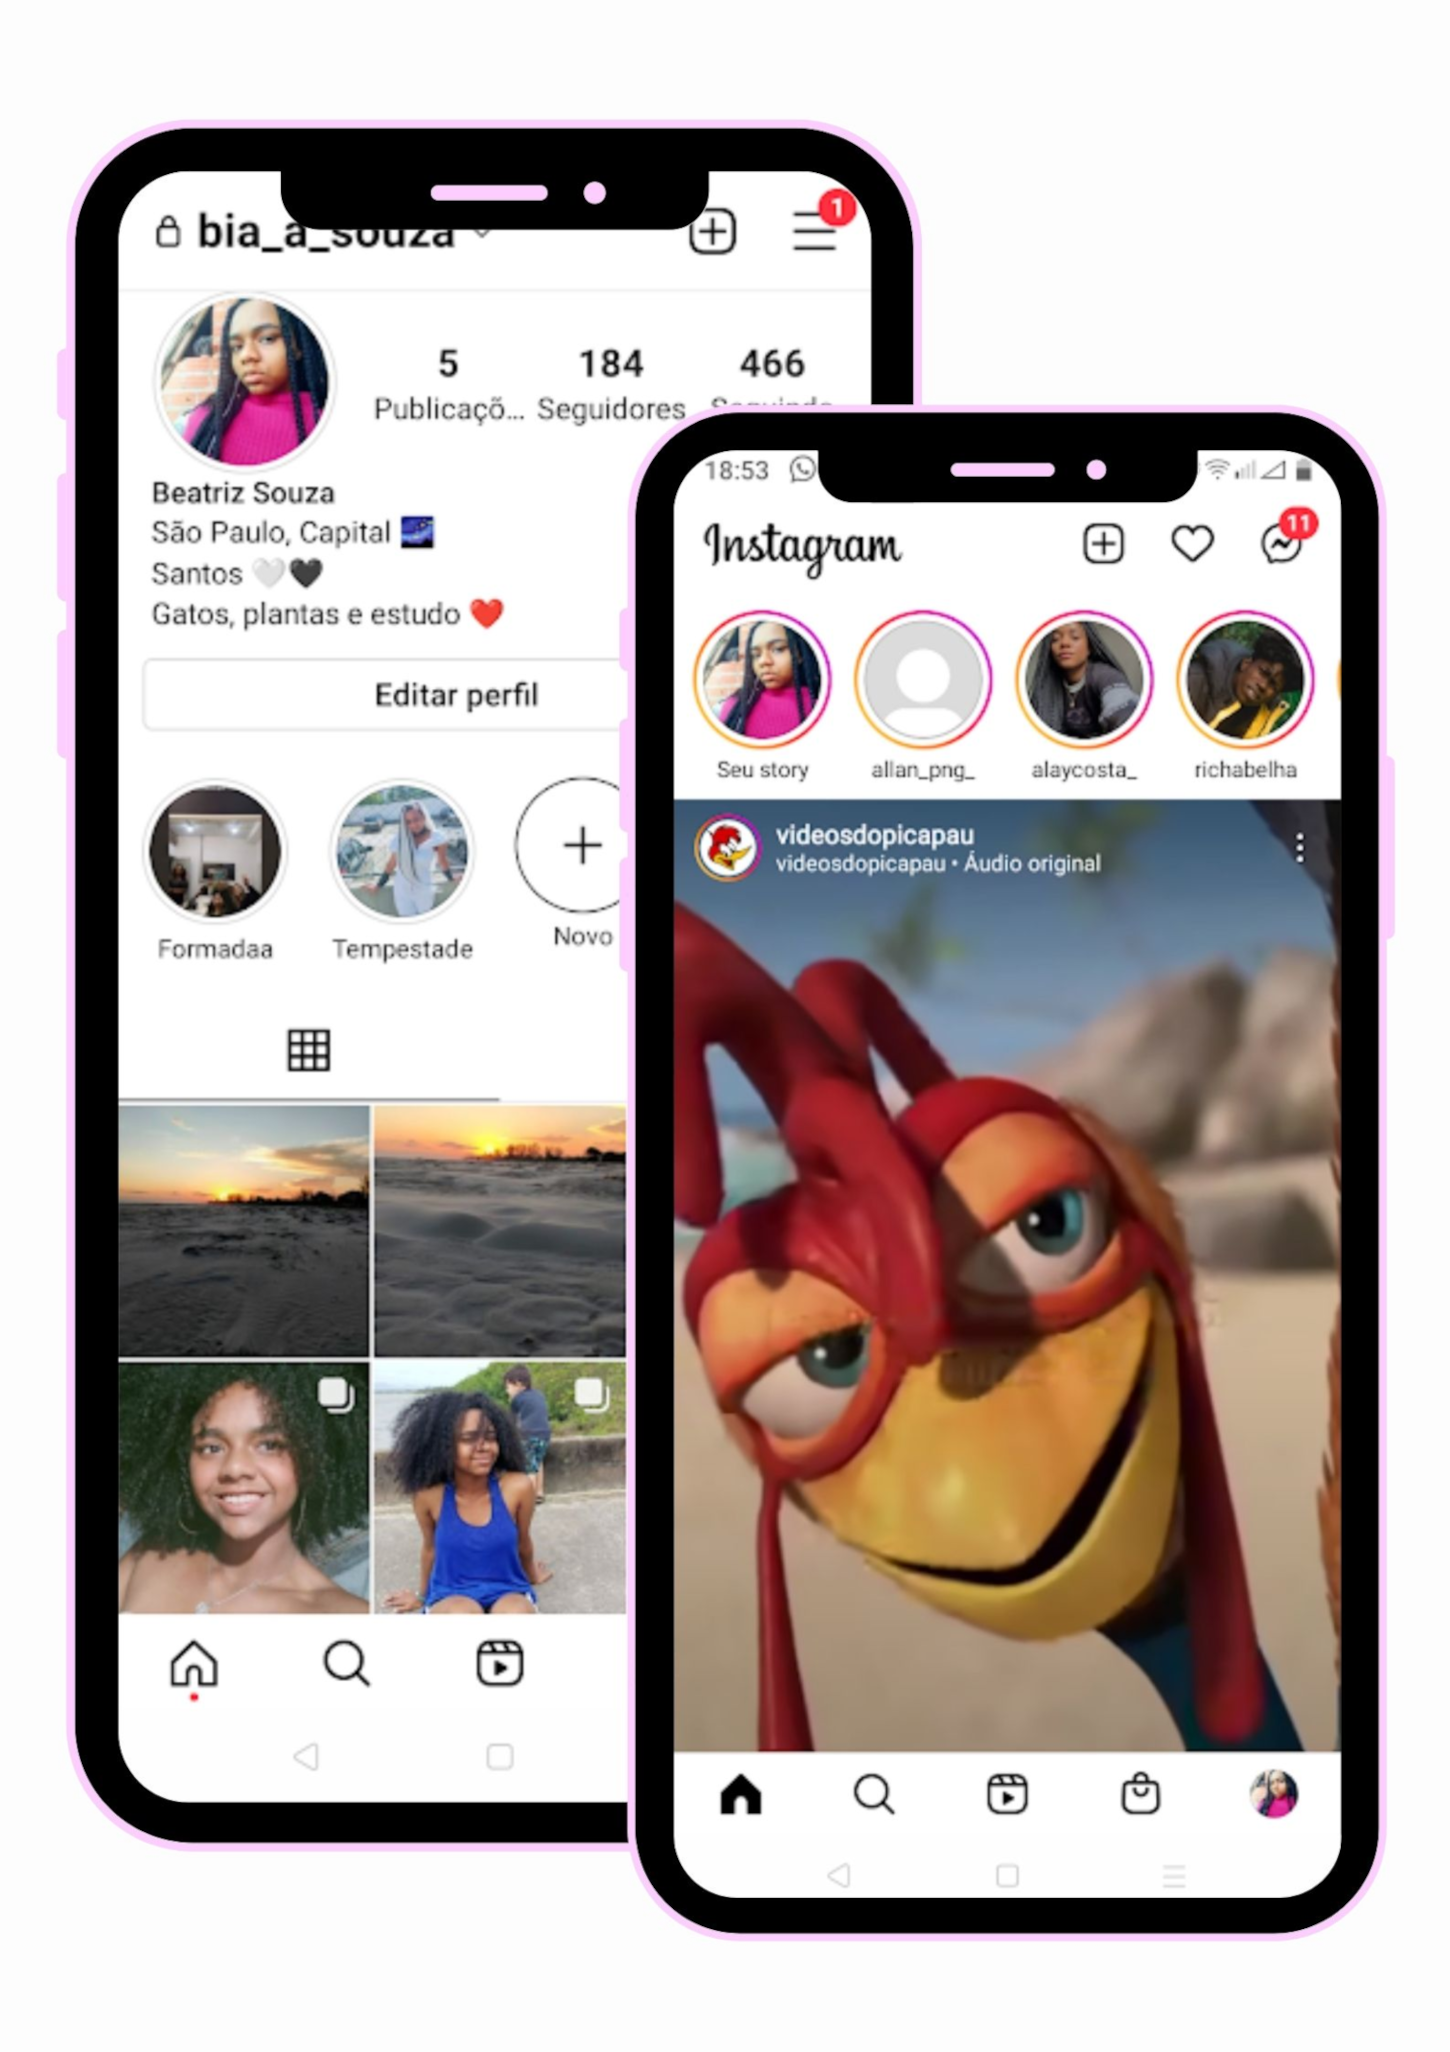 bia_a_souza
1
5
184
466
Publicaçõ...
Seguidores
Seguindo
Beatriz Souza
São Paulo, Capital
Santos
Gatos, plantas e estudo
Editar perfil
Formadaa
Tempestade
Novo
18:53
Instagram
11
Seu story
allan_png_
alaycosta_
richabelha
videosdopicapau
videosdopicapau • Áudio original